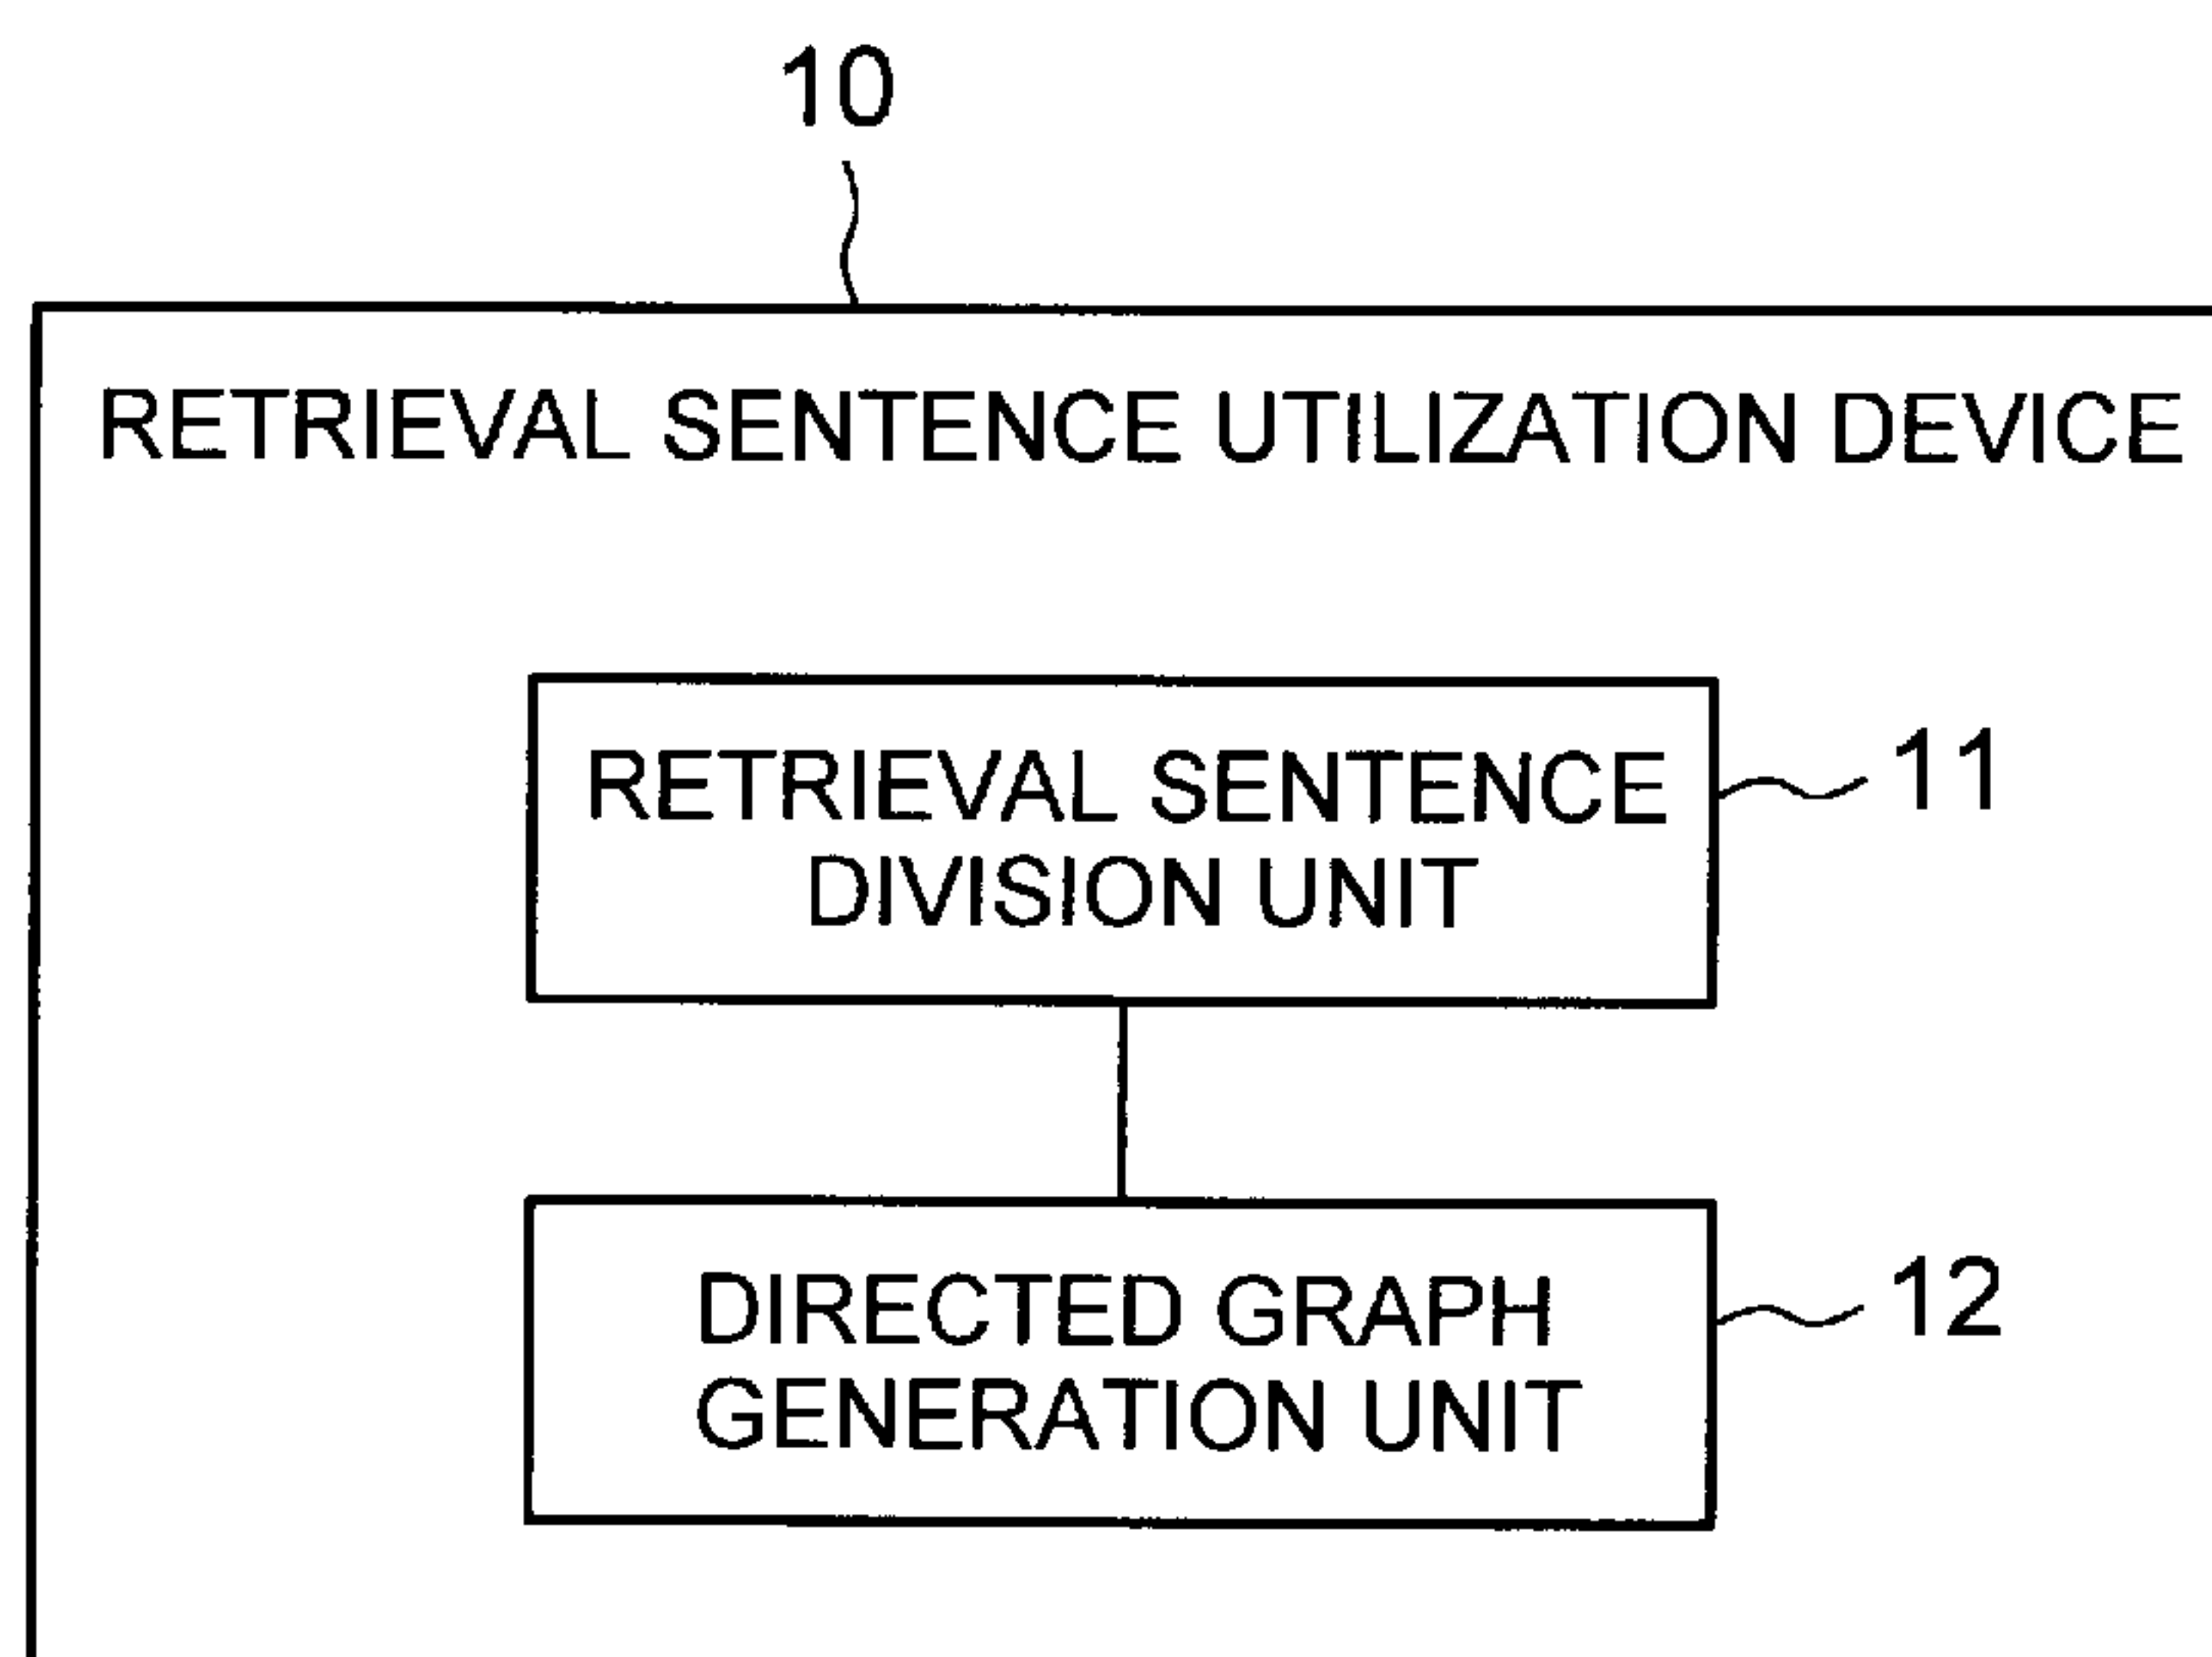 10
RETRIEVAL SENTENCE UTILIZATION DEVICE
RETRIEVAL SENTENCE
DIVISION UNIT
11
DIRECTED GRAPH
GENERATION UNIT
12